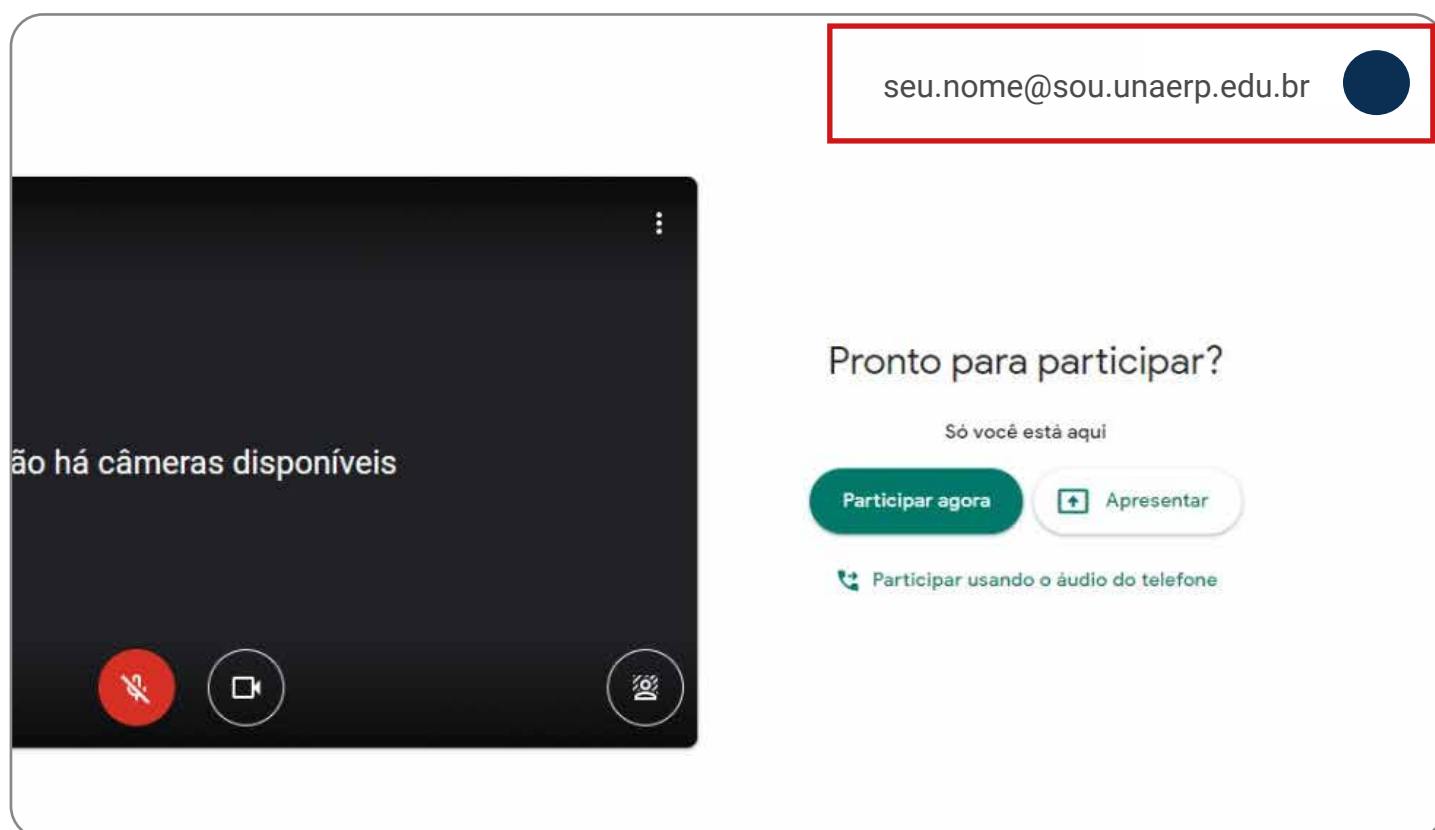 seu.nome@sou.unaerp.edu.br
ão há câmeras disponíveis
Pronto para participar?
Só você está aqui
Participar agora
Apresentar
Participar usando o áudio do telefone